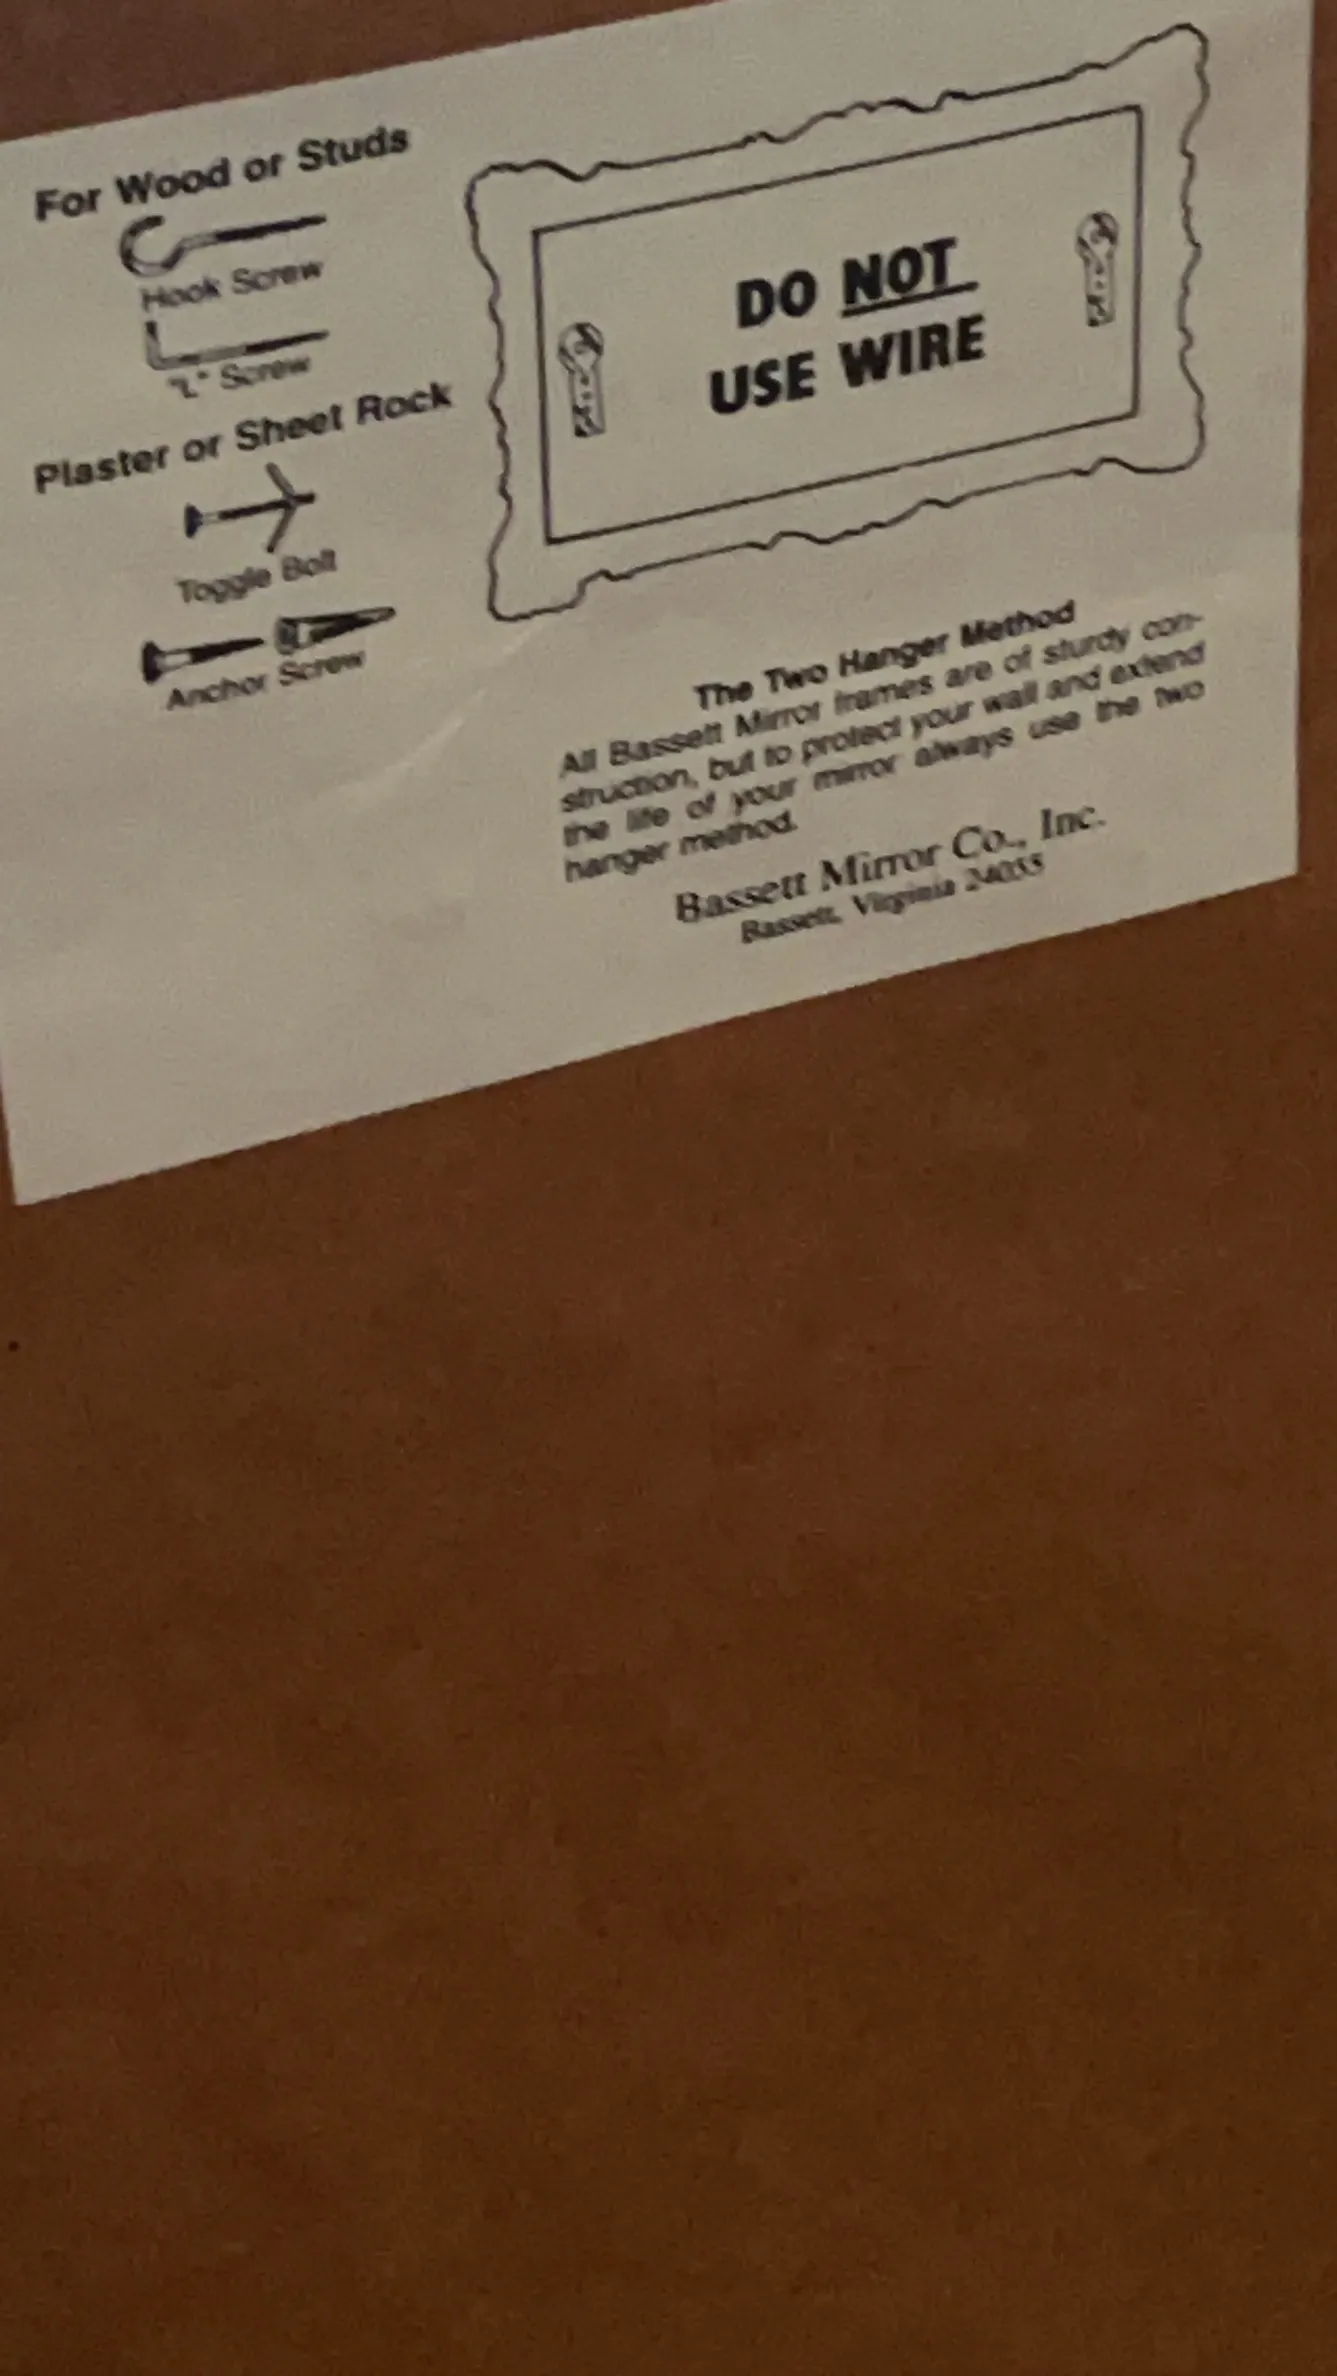 For Wood or Studs
Hook Screw
"L" Screw
Plaster or Sheet Rock
Toggle Bolt
Anchor Screw
DO NOT
USE WIRE
The Two Hanger Method
All Bassett Mirror frames are of sturdy con-
struction, but to protect your wall and extend
the life of your mirror always use the two
hanger method.
Bassett Mirror Co., Inc.
Bassett, Virginia 24055